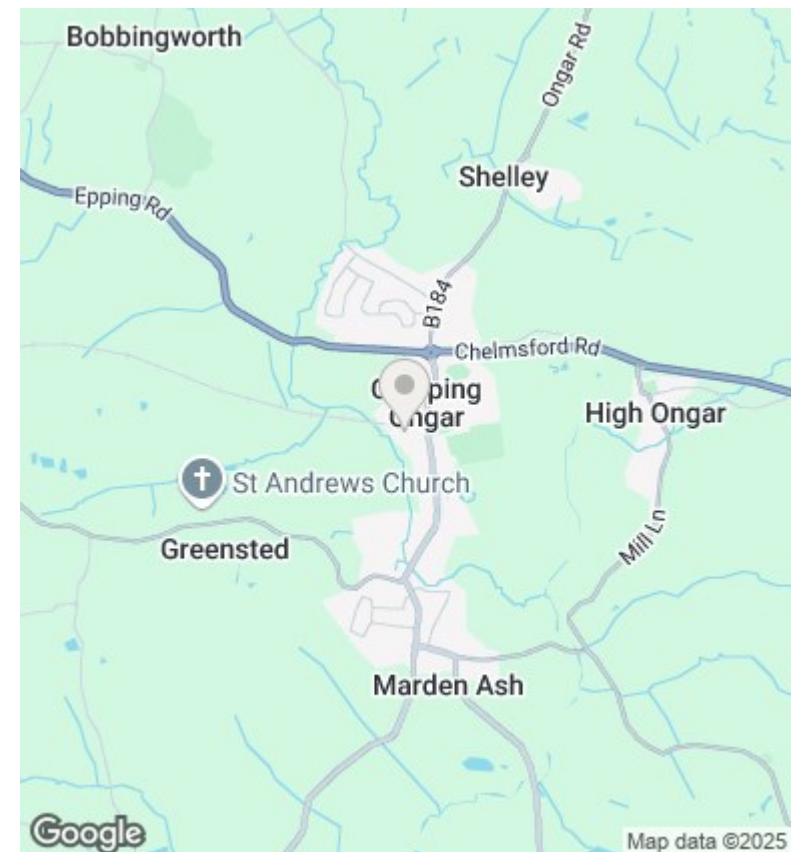 Bobbingworth
Ongar Rd
Shelley
Epping Rd
B184
Chelmsford Rd
Ongar
High Ongar
St Andrews Church
Mill Ln
Greensted
Marden Ash
Google
Map data ©2025